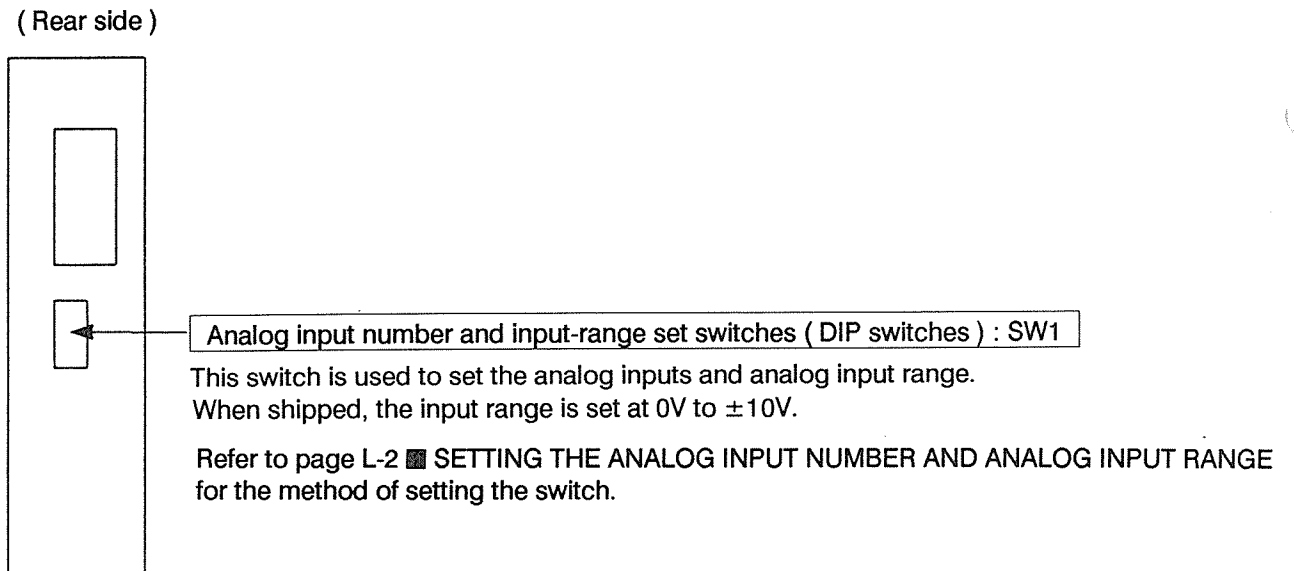 ( Rear side )
Analog input number and input-range set switches ( DIP switches ) : SW1
This switch is used to set the analog inputs and analog input range.
When shipped, the input range is set at 0V to ±10V.
Refer to page L-2 ■ SETTING THE ANALOG INPUT NUMBER AND ANALOG INPUT RANGE
for the method of setting the switch.